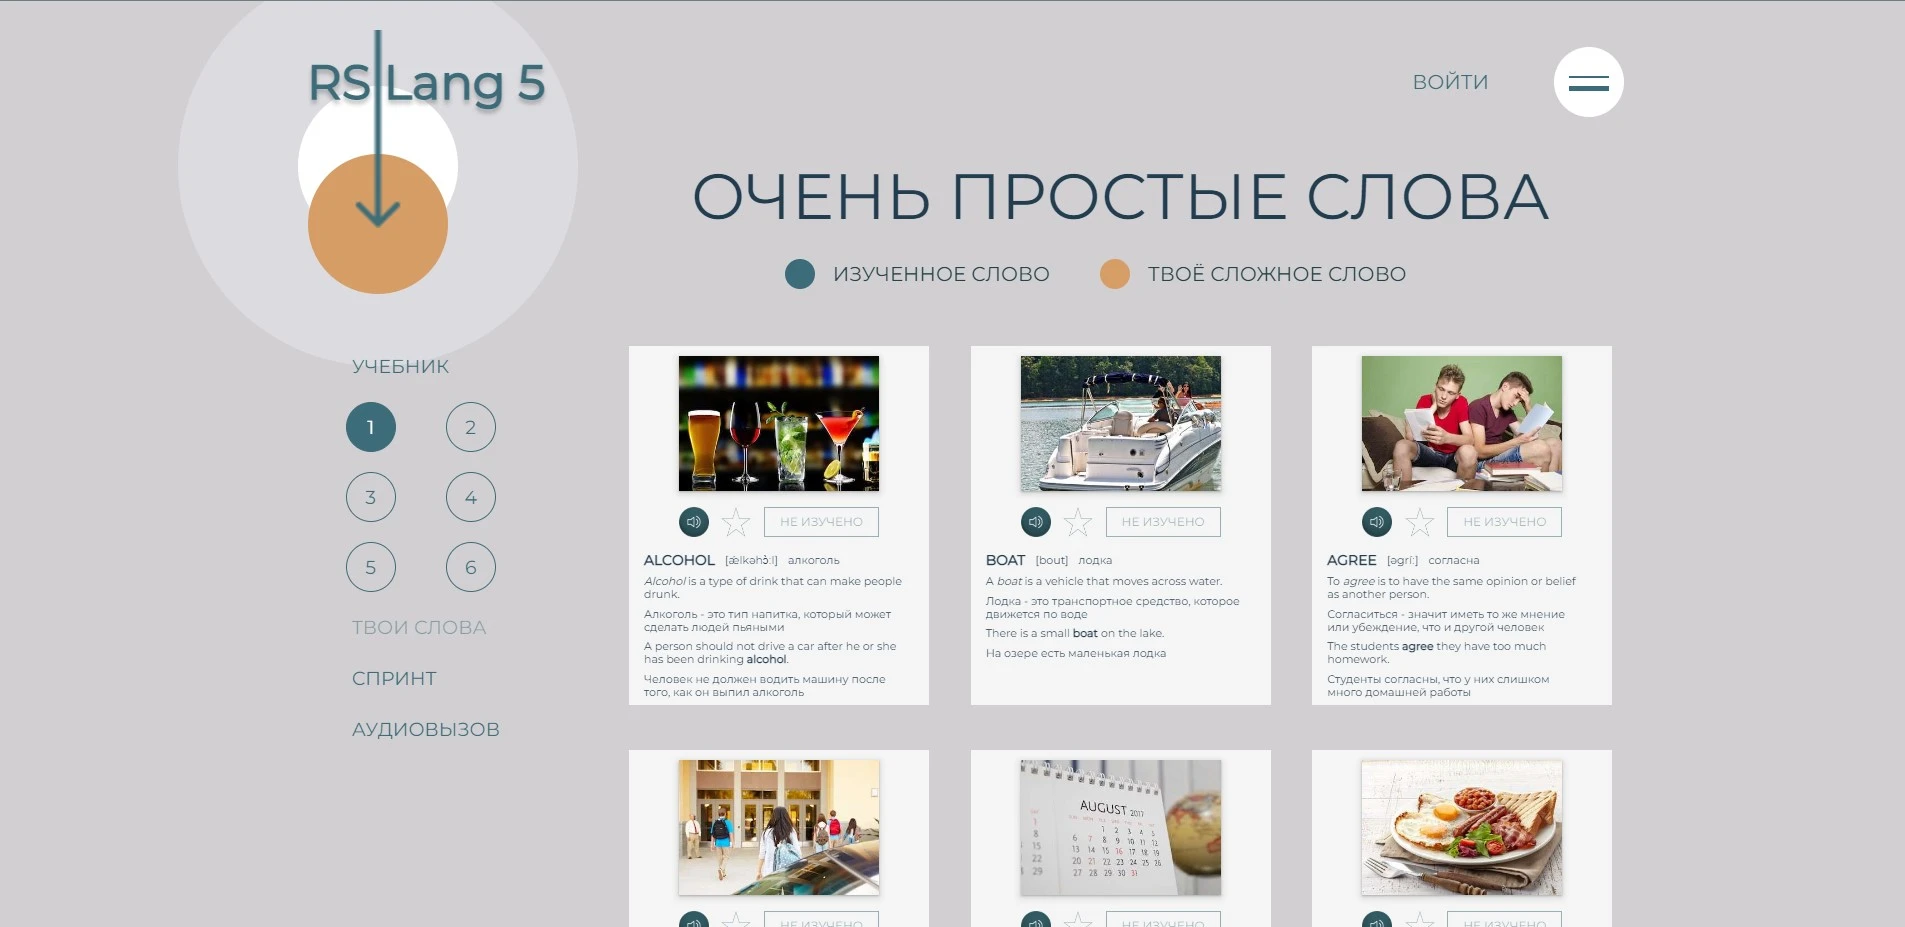 RS Lang 5
ВОЙТИ
ОЧЕНЬ ПРОСТЫЕ СЛОВА
ИЗУЧЕННОЕ СЛОВО
ТВОЁ СЛОЖНОЕ СЛОВО
УЧЕБНИК
1
2
3
4
5
6
ТВОИ СЛОВА
СПРИНТ
АУДИОВЫЗОВ
НЕ ИЗУЧЕНО
ALCOHOL [ǽlkəhɔ̀ːl] алкоголь
Alcohol is a type of drink that can make people
drunk.
Алкоголь - это тип напитка, который может
сделать людей пьяными
A person should not drive a car after he or she
has been drinking alcohol.
Человек не должен водить машину после
того, как он выпил алкоголь
НЕ ИЗУЧЕНО
BOAT [bout] лодка
A boat is a vehicle that moves across water.
Лодка - это транспортное средство, которое
движется по воде
There is a small boat on the lake.
На озере есть маленькая лодка
НЕ ИЗУЧЕНО
AGREE [əgríː] согласна
To agree is to have the same opinion or belief
as another person.
Согласиться - значит иметь то же мнение
или убеждение, что и другой человек
The students agree they have too much
homework.
Студенты согласны, что у них слишком
много домашней работы
НЕ ИЗУЧЕНО
AUGUST 2017
НЕ ИЗУЧЕНО
НЕ ИЗУЧЕНО